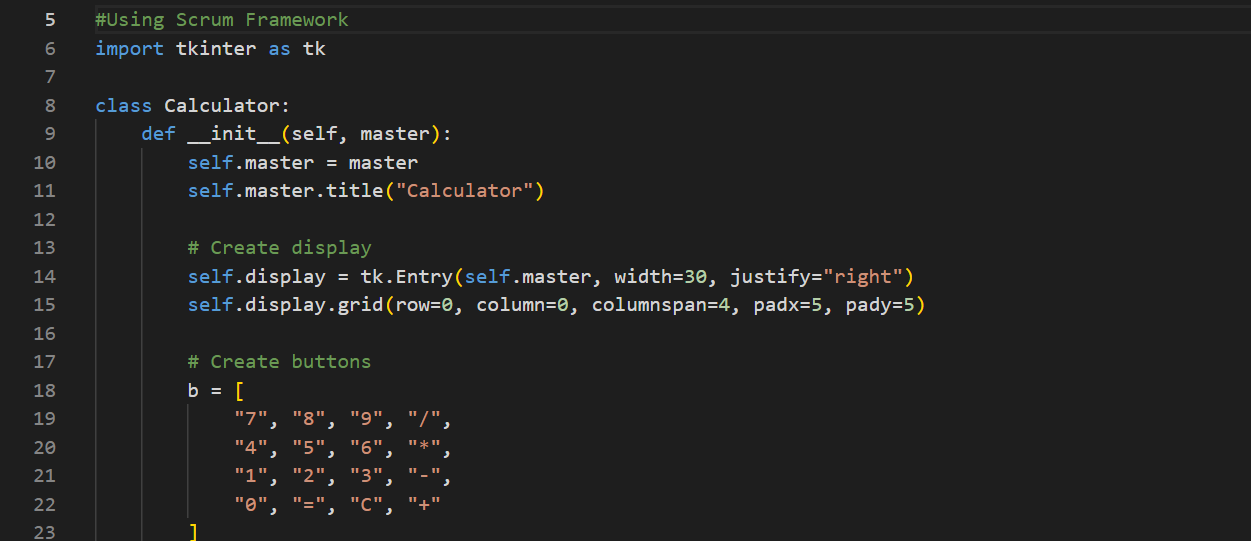 5 #Using Scrum Framework
6 import tkinter as tk
7
8 class Calculator:
9     def __init__(self, master):
10         self.master = master
11         self.master.title("Calculator")
12
13         # Create display
14         self.display = tk.Entry(self.master, width=30, justify="right")
15         self.display.grid(row=0, column=0, columnspan=4, padx=5, pady=5)
16
17         # Create buttons
18         b = [
19             "7", "8", "9", "/",
20             "4", "5", "6", "*",
21             "1", "2", "3", "-",
22             "0", "=", "C", "+"
23         ]